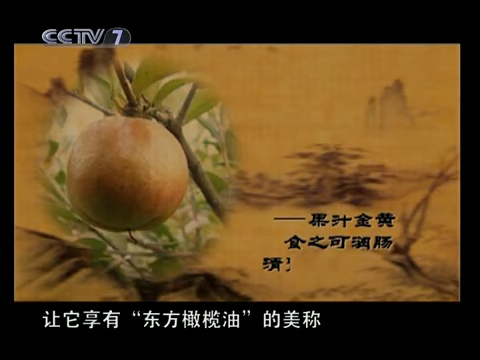 CCTV 7
——果汁金黄
食之可润肠
清
让它享有“东方橄榄油”的美称